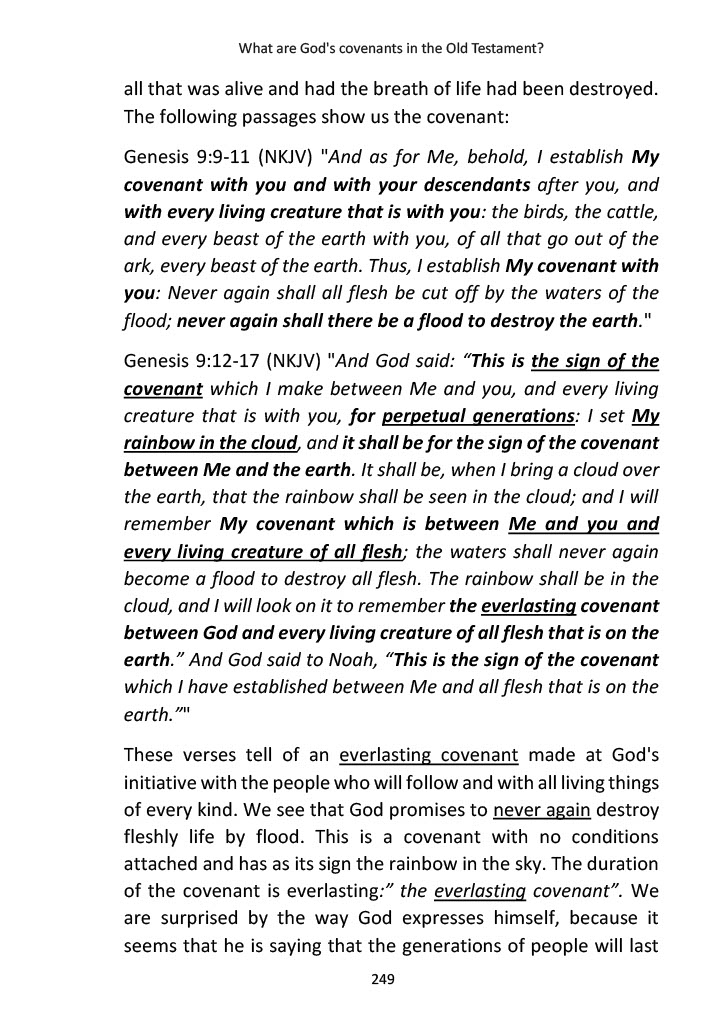 What are God's covenants in the Old Testament?
all that was alive and had the breath of life had been destroyed.
The following passages show us the covenant:
Genesis 9:9-11 (NKJV) "And as for Me, behold, I establish My
covenant with you and with your descendants after you, and
with every living creature that is with you: the birds, the cattle,
and every beast of the earth with you, of all that go out of the
ark, every beast of the earth. Thus, I establish My covenant with
you: Never again shall all flesh be cut off by the waters of the
flood; never again shall there be a flood to destroy the earth."
Genesis 9:12-17 (NKJV) "And God said: “This is the sign of the
covenant which I make between Me and you, and every living
creature that is with you, for perpetual generations: I set My
rainbow in the cloud, and it shall be for the sign of the covenant
between Me and the earth. It shall be, when I bring a cloud over
the earth, that the rainbow shall be seen in the cloud; and I will
remember My covenant which is between Me and you and
every living creature of all flesh; the waters shall never again
become a flood to destroy all flesh. The rainbow shall be in the
cloud, and I will look on it to remember the everlasting covenant
between God and every living creature of all flesh that is on the
earth.” And God said to Noah, “This is the sign of the covenant
which I have established between Me and all flesh that is on the
earth.”"
These verses tell of an everlasting covenant made at God's
initiative with the people who will follow and with all living things
of every kind. We see that God promises to never again destroy
fleshly life by flood. This is a covenant with no conditions
attached and has as its sign the rainbow in the sky. The duration
of the covenant is everlasting:” the everlasting covenant”. We
are surprised by the way God expresses himself, because it
seems that he is saying that the generations of people will last
249